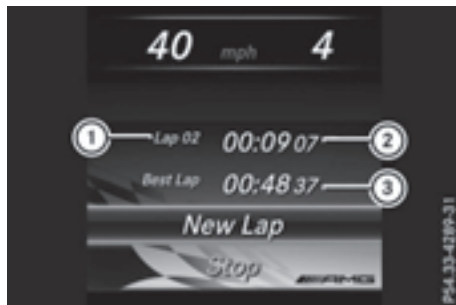 40 mph 4
1 Lap 02 00:09 07 2
Best Lap 00:48 37 3
New Lap
Stop
AMG
P54.33-4289-31